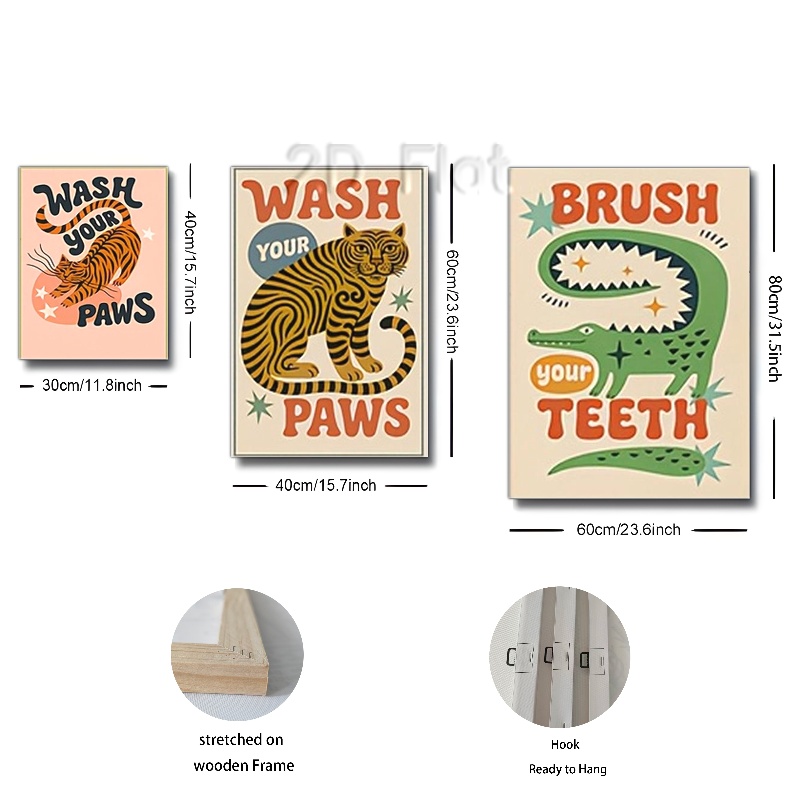 2D Flat
WASH
YOUR
PAWS
40cm/15.7inch
30cm/11.8inch
WASH
YOUR
PAWS
60cm/23.6inch
40cm/15.7inch
BRUSH
your
TEETH
80cm/31.5inch
60cm/23.6inch
stretched on
wooden Frame
Hook
Ready to Hang